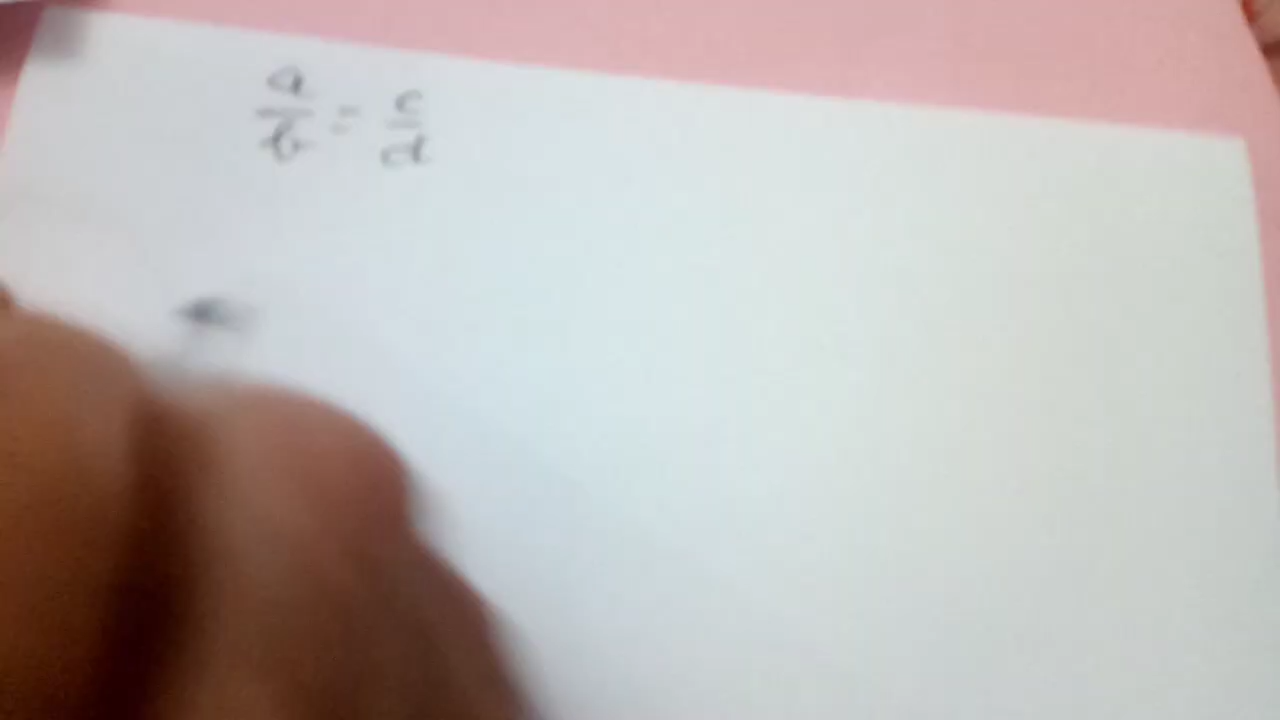 a/b = c/d